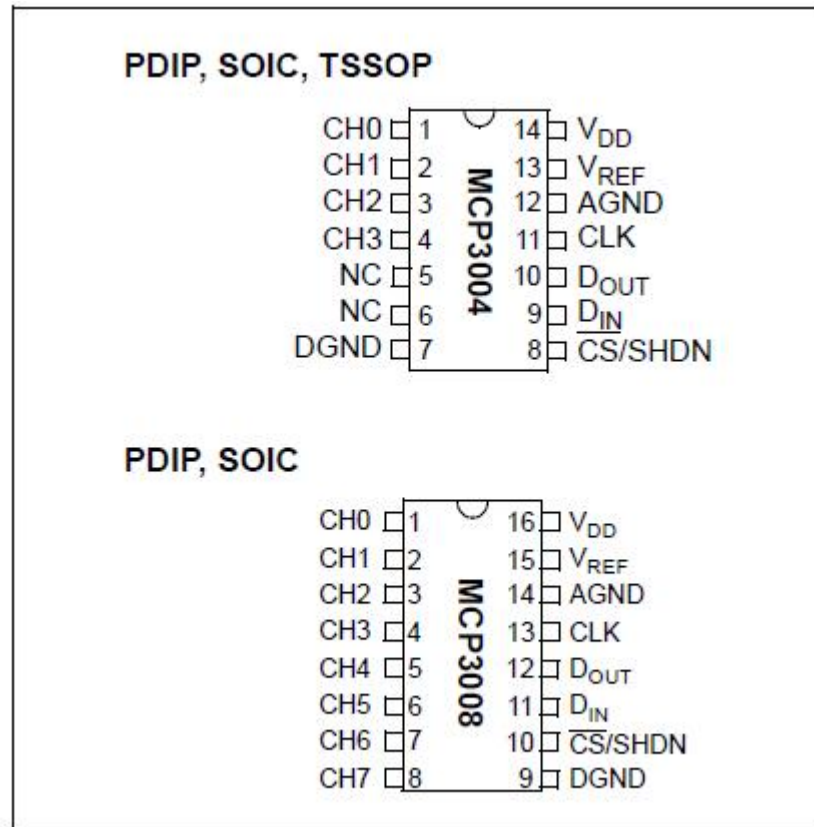 PDIP, SOIC, TSSOP
CH0 1 14 VDD
CH1 2 13 VREF
CH2 3 12 AGND
CH3 4 11 CLK
NC 5 10 DOUT
NC 6 9 DIN
DGND 7 8 CS/SHDN
MCP3004
PDIP, SOIC
CH0 1 16 VDD
CH1 2 15 VREF
CH2 3 14 AGND
CH3 4 13 CLK
CH4 5 12 DOUT
CH5 6 11 DIN
CH6 7 10 CS/SHDN
CH7 8 9 DGND
MCP3008